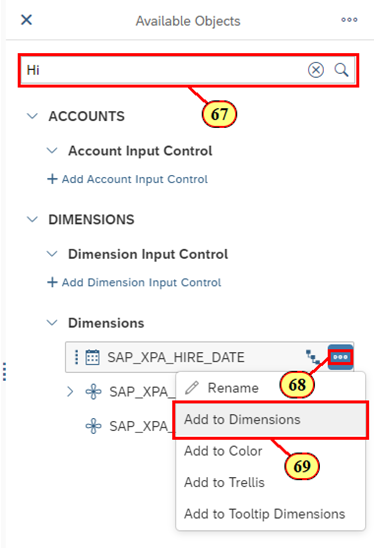 Available Objects
Hi
67
ACCOUNTS
Account Input Control
+ Add Account Input Control
DIMENSIONS
Dimension Input Control
+ Add Dimension Input Control
Dimensions
SAP_XPA_HIRE_DATE
68
SAP_XPA_
Rename
Add to Dimensions
SAP_XPA_
69
Add to Color
Add to Trellis
Add to Tooltip Dimensions